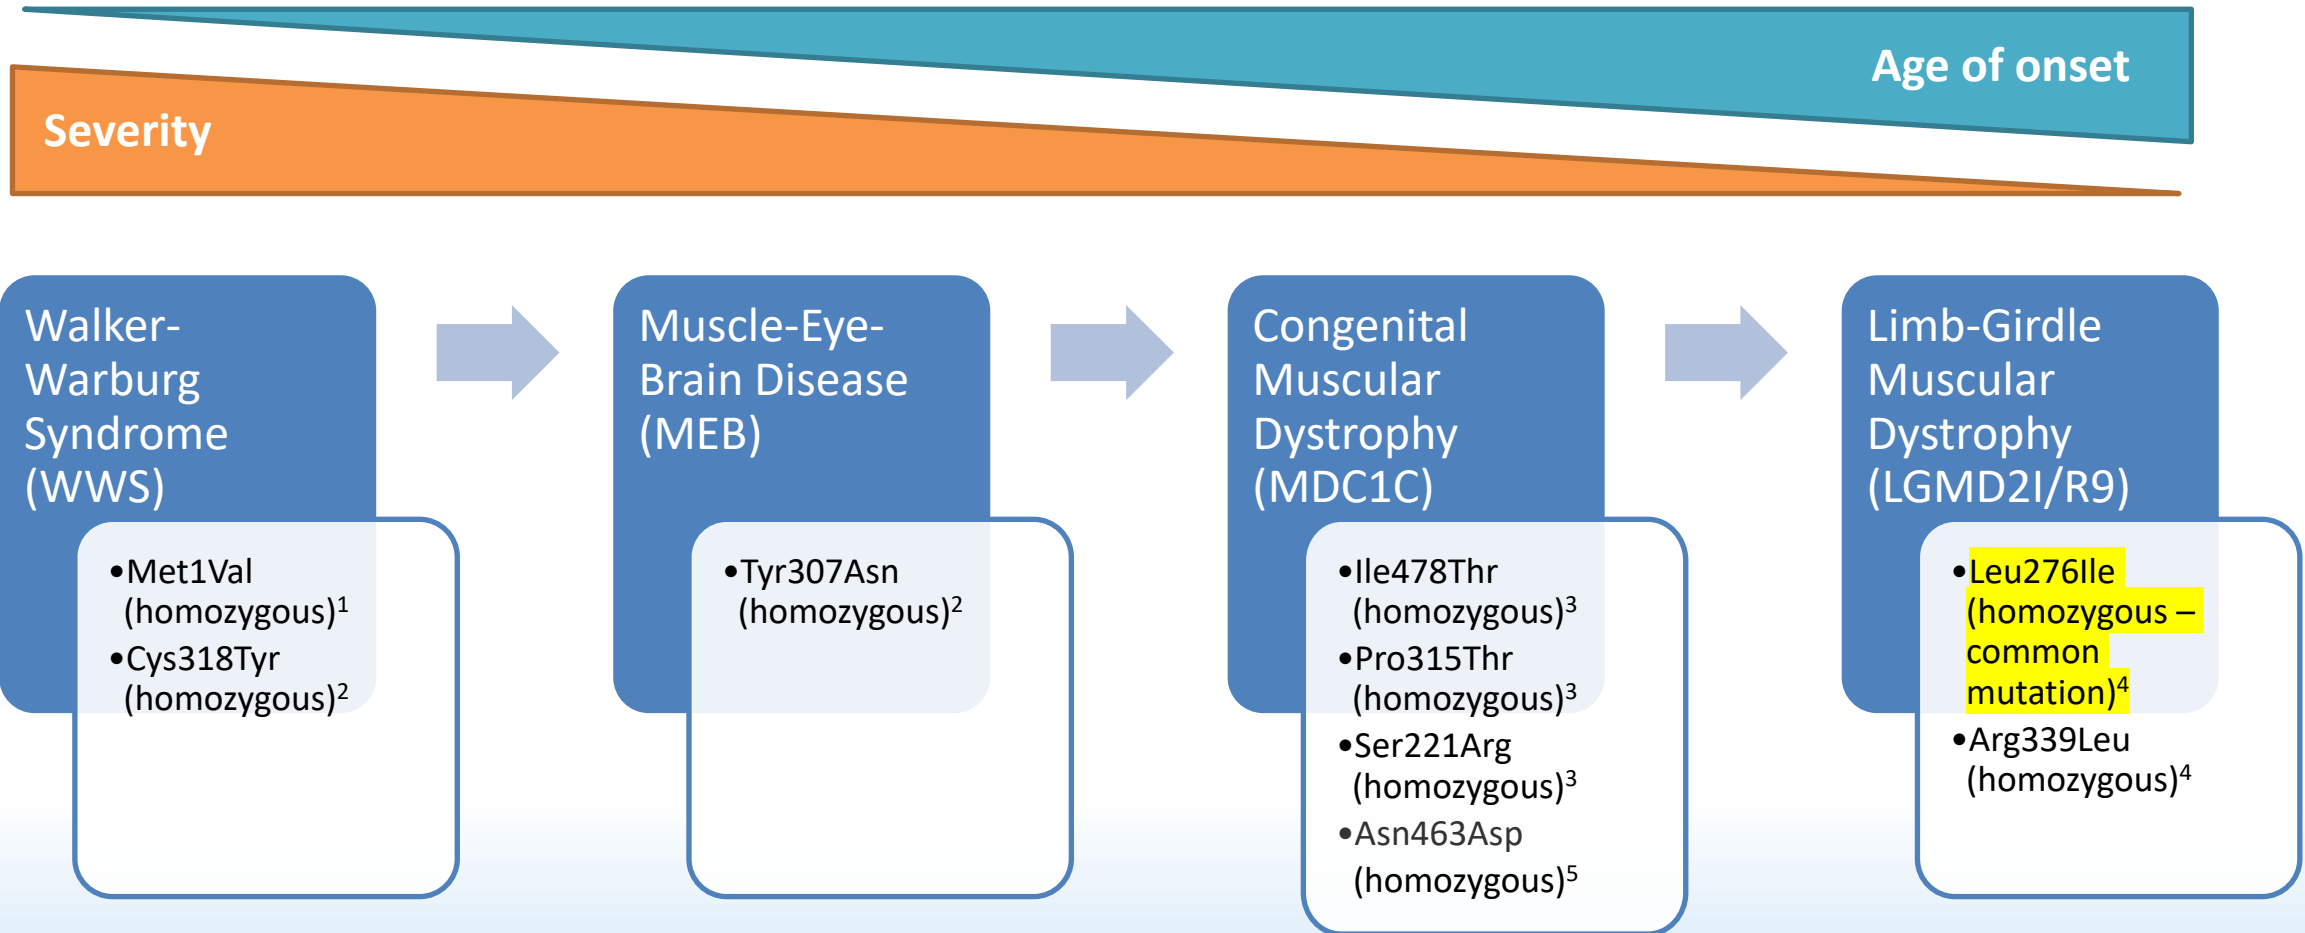 Age of onset
Severity
Walker-
Warburg
Syndrome
(WWS)
•Met1Val
(homozygous)¹
•Cys318Tyr
(homozygous)²
Muscle-Eye-
Brain Disease
(MEB)
•Tyr307Asn
(homozygous)²
Congenital
Muscular
Dystrophy
(MDC1C)
•Ile478Thr
(homozygous)³
•Pro315Thr
(homozygous)³
•Ser221Arg
(homozygous)³
•Asn463Asp
(homozygous)⁵
Limb-Girdle
Muscular
Dystrophy
(LGMD2I/R9)
•Leu276Ile
(homozygous –
common
mutation)⁴
•Arg339Leu
(homozygous)⁴